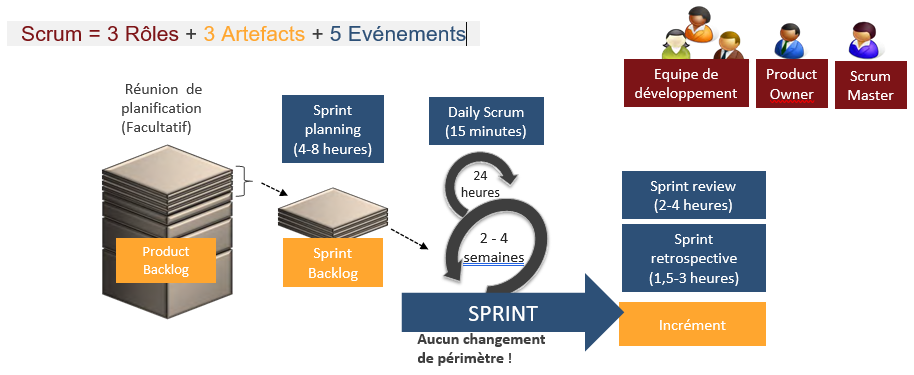 Scrum = 3 Rôles + 3 Artefacts + 5 Evénements
Equipe de
développement
Product
Owner
Scrum
Master
Réunion de
planification
(Facultatif)
Sprint
planning
(4-8 heures)
Daily Scrum
(15 minutes)
24
heures
2 - 4
semaines
Sprint review
(2-4 heures)
Sprint
retrospective
(1,5-3 heures)
Product
Backlog
Sprint
Backlog
SPRINT
Incrément
Aucun changement
de périmètre !